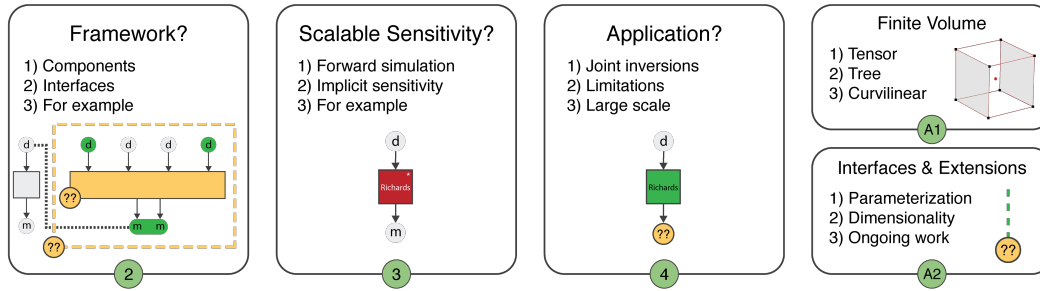 Framework?
1) Components
2) Interfaces
3) For example
d
d
d
d
d
??
m
m m
??
2
Scalable Sensitivity?
1) Forward simulation
2) Implicit sensitivity
3) For example
d
Richards
*
m
3
Application?
1) Joint inversions
2) Limitations
3) Large scale
d
Richards
??
4
Finite Volume
1) Tensor
2) Tree
3) Curvilinear
A1
Interfaces & Extensions
1) Parameterization
2) Dimensionality
3) Ongoing work
??
A2